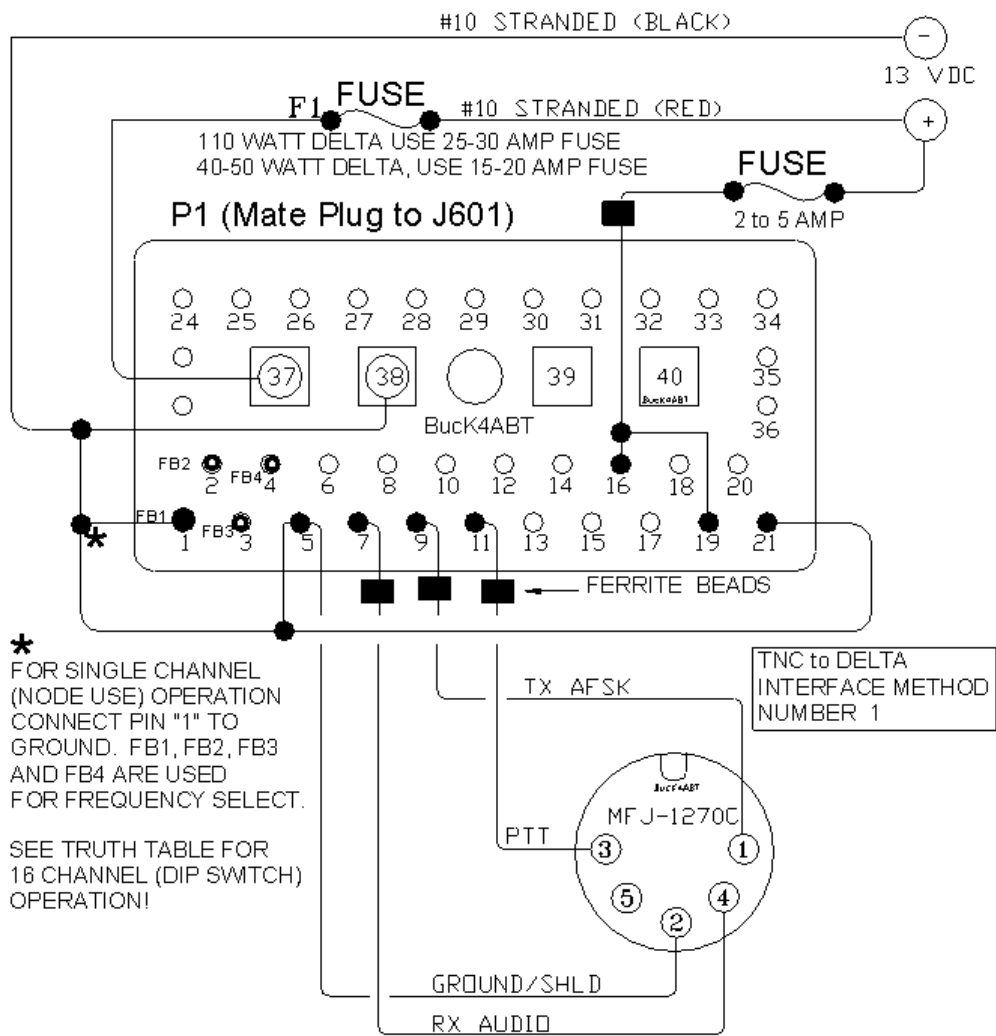 #10 STRANDED (BLACK)
-
13 VDC
F1 FUSE
#10 STRANDED (RED)
+
110 WATT DELTA USE 25-30 AMP FUSE
40-50 WATT DELTA, USE 15-20 AMP FUSE
FUSE
2 to 5 AMP
P1 (Mate Plug to J601)
24 25 26 27 28 29 30 31 32 33 34
37 38 39 40
BucK4ABT
35
BucK4ABT
36
FB2 2 FB4 4 6 8 10 12 14 16 18 20
FB1 1 FB3 3 5 7 9 11 13 15 17 19 21
*
FERRITE BEADS
*
FOR SINGLE CHANNEL
(NODE USE) OPERATION
CONNECT PIN "1" TO
GROUND. FB1, FB2, FB3
AND FB4 ARE USED
FOR FREQUENCY SELECT.
SEE TRUTH TABLE FOR
16 CHANNEL (DIP SWITCH)
OPERATION!
TX AFSK
TNC to DELTA
INTERFACE METHOD
NUMBER 1
BucK4ABT
MFJ-1270C
PTT
3 1
5 4
2
GROUND/SHLD
RX AUDIO